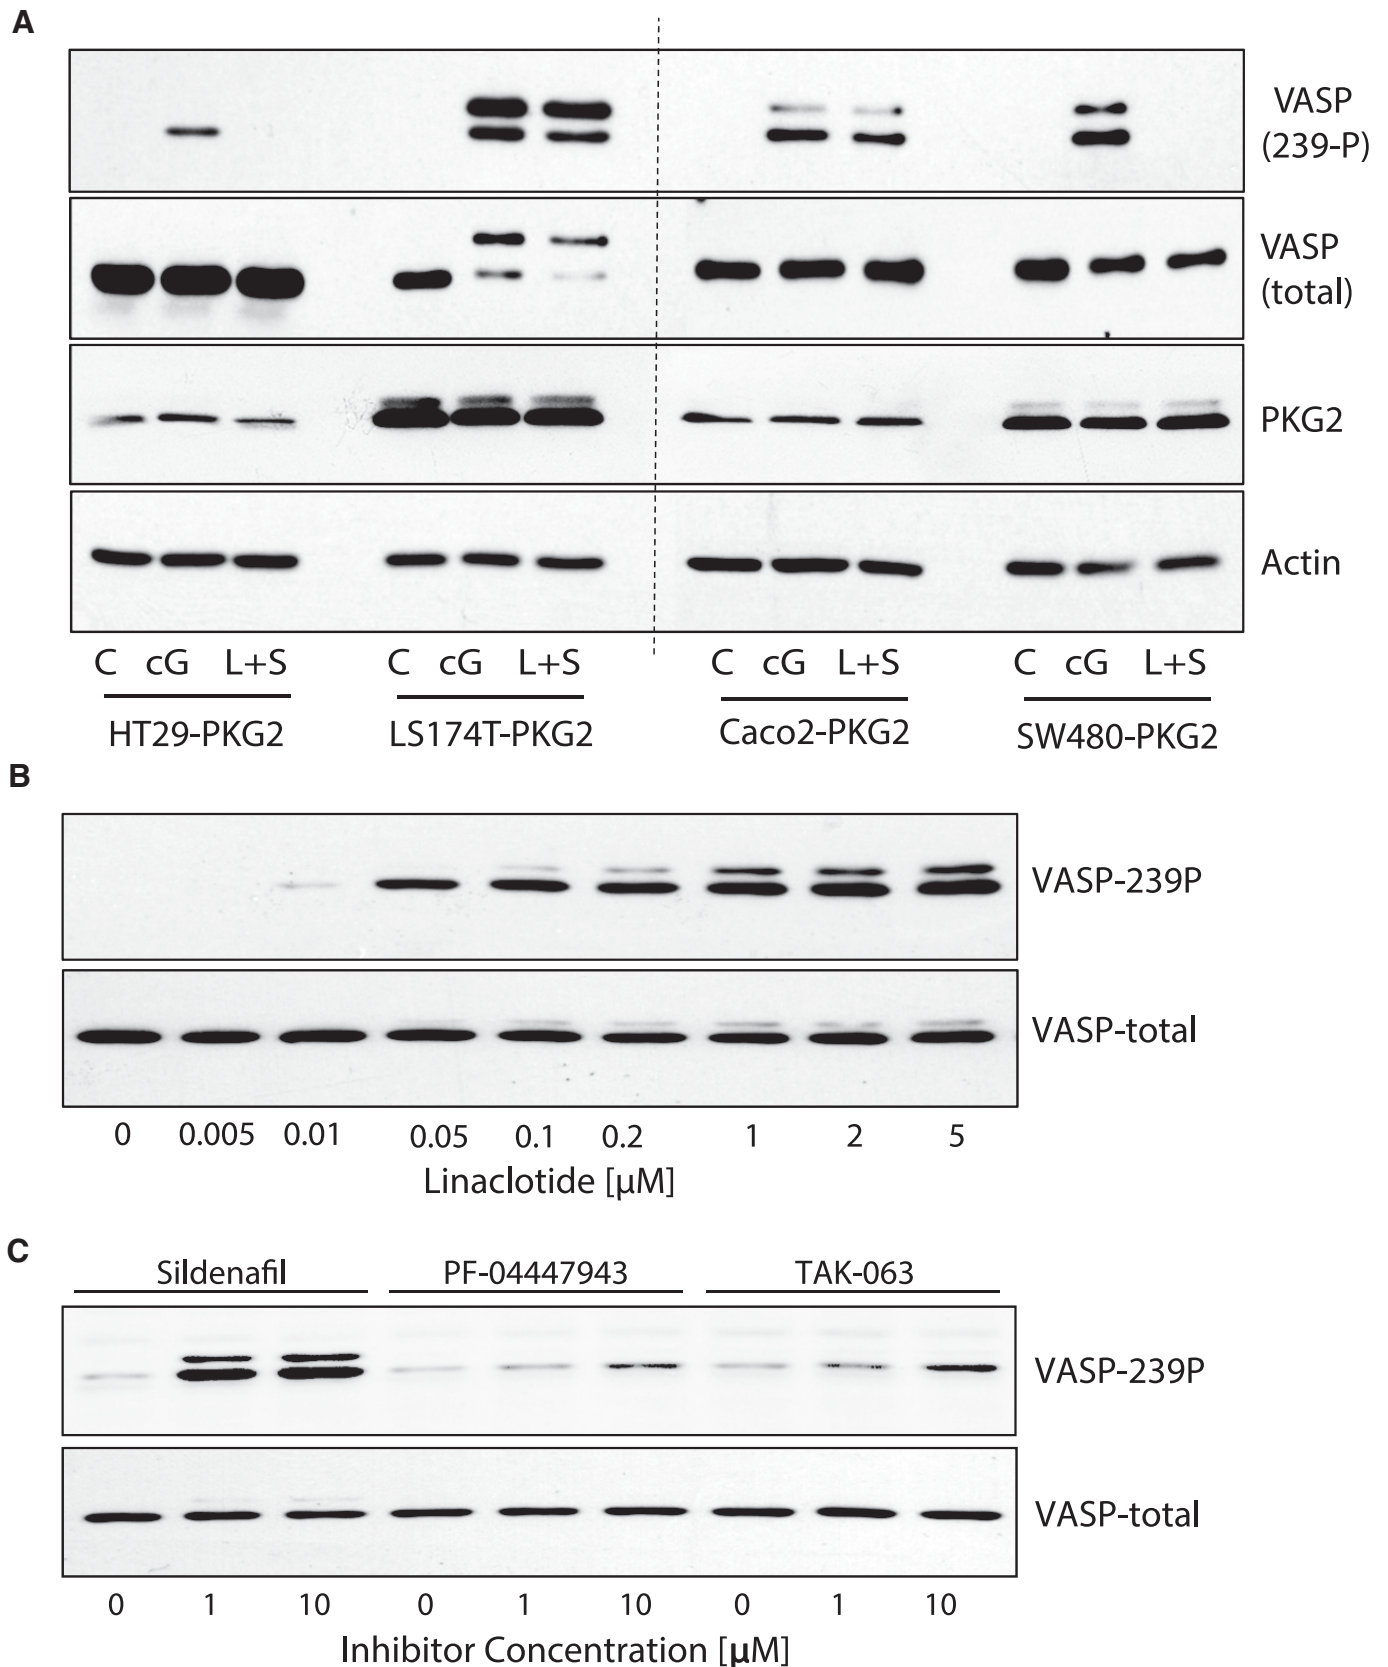 A
VASP
(239-P)
VASP
(total)
PKG2
Actin
C cG L+S C cG L+S C cG L+S C cG L+S
HT29-PKG2 LS174T-PKG2 Caco2-PKG2 SW480-PKG2
B
VASP-239P
VASP-total
0 0.005 0.01 0.05 0.1 0.2 1 2 5
Linaclotide [µM]
C
Sildenafil PF-04447943 TAK-063
VASP-239P
VASP-total
0 1 10 0 1 10 0 1 10
Inhibitor Concentration [µM]